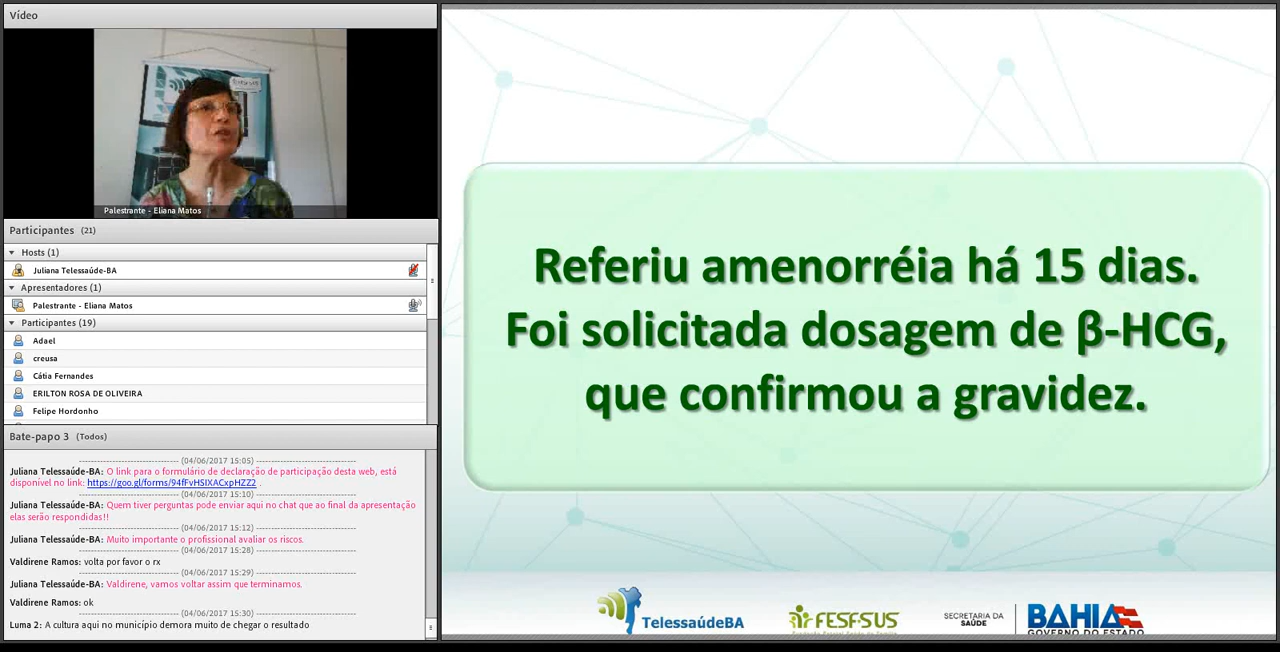 Vídeo
Palestrante - Eliana Matos
Participantes (21)
Hosts (1)
Juliana Telessaúde-BA
Apresentadores (1)
Palestrante - Eliana Matos
Participantes (19)
Adael
creusa
Cátia Fernandes
ERILTON ROSA DE OLIVEIRA
Felipe Hordonho
Bate-papo 3 (Todos)
(04/06/2017 15:05)
Juliana Telessaúde-BA: O link para o formulário de declaração de participação desta web, está
disponível no link: https://goo.gl/forms/94fFvHSIXACxpHZZ2 .
(04/06/2017 15:10)
Juliana Telessaúde-BA: Quem tiver perguntas pode enviar aqui no chat que ao final da apresentação
elas serão respondidas!!
(04/06/2017 15:12)
Juliana Telessaúde-BA: Muito importante o profissional avaliar os riscos.
(04/06/2017 15:28)
Valdirene Ramos: volta por favor o rx
(04/06/2017 15:29)
Juliana Telessaúde-BA: Valdirene, vamos voltar assim que terminamos.
Valdirene Ramos: ok
(04/06/2017 15:30)
Luma 2: A cultura aqui no município demora muito de chegar o resultado
Referiu amenorréia há 15 dias.
Foi solicitada dosagem de β-HCG,
que confirmou a gravidez.
TelessaúdeBA
FESF-SUS
SECRETARIA DA
SAÚDE
BAHIA
GOVERNO DO ESTADO